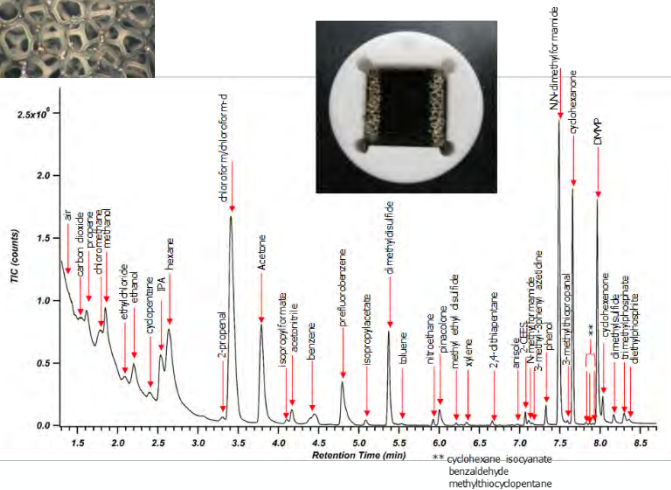 TIC (counts)
2.5x10⁶
2.0
1.5
1.0
0.5
0.0
air
carbon dioxide
propene
chloromethane
methanol
ethylchloride
ethanol
cyclopentene
IPA
hexane
2-propenal
chloroform/chloroform-d
Acetone
isopropylformate
acetonitrile
benzene
prefluorobenzene
isopropylacetate
dimethyldisulfide
toluene
nitroethane
pinacolone
methyl ethyl disulfide
xylene
2,4-dithiapentane
anisole
2-CEES
N-methylformamide
3-methyl-3-phenyl azetidine
phenol
N,N-dimethylformamide
3-methylthiopropanal
cyclohexanone
**
DMMP
cyclohexenone
dimethylsulfide
trimethylphosphate
diethylphosphite
1.5 2.0 2.5 3.0 3.5 4.0 4.5 5.0 5.5 6.0 6.5 7.0 7.5 8.0 8.5
Retention Time (min)
** cyclohexane isocyanate
benzaldehyde
methylthiocyclopentane